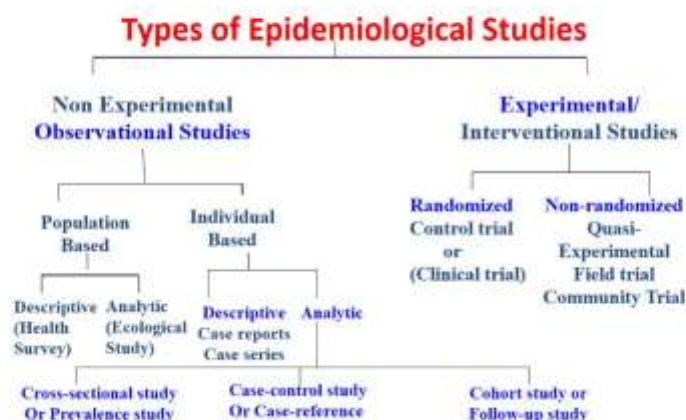 Types of Epidemiological Studies
Non Experimental
Observational Studies
Experimental/
Interventional Studies
Population
Based
Individual
Based
Randomized
Control trial
or
(Clinical trial)
Non-randomized
Quasi-
Experimental
Field trial
Community Trial
Descriptive
(Health
Survey)
Analytic
(Ecological
Study)
Descriptive
Case reports
Case series
Analytic
Cross-sectional study
Or Prevalence study
Case-control study
Or Case-reference
Cohort study or
Follow-up study